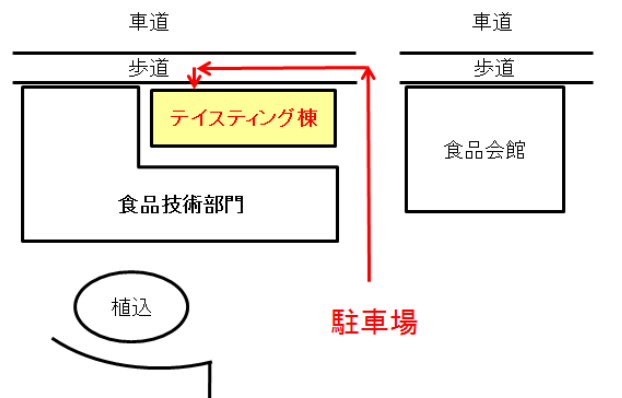 車道
車道
歩道
歩道
テイスティング棟
食品会館
食品技術部門
植込
駐車場